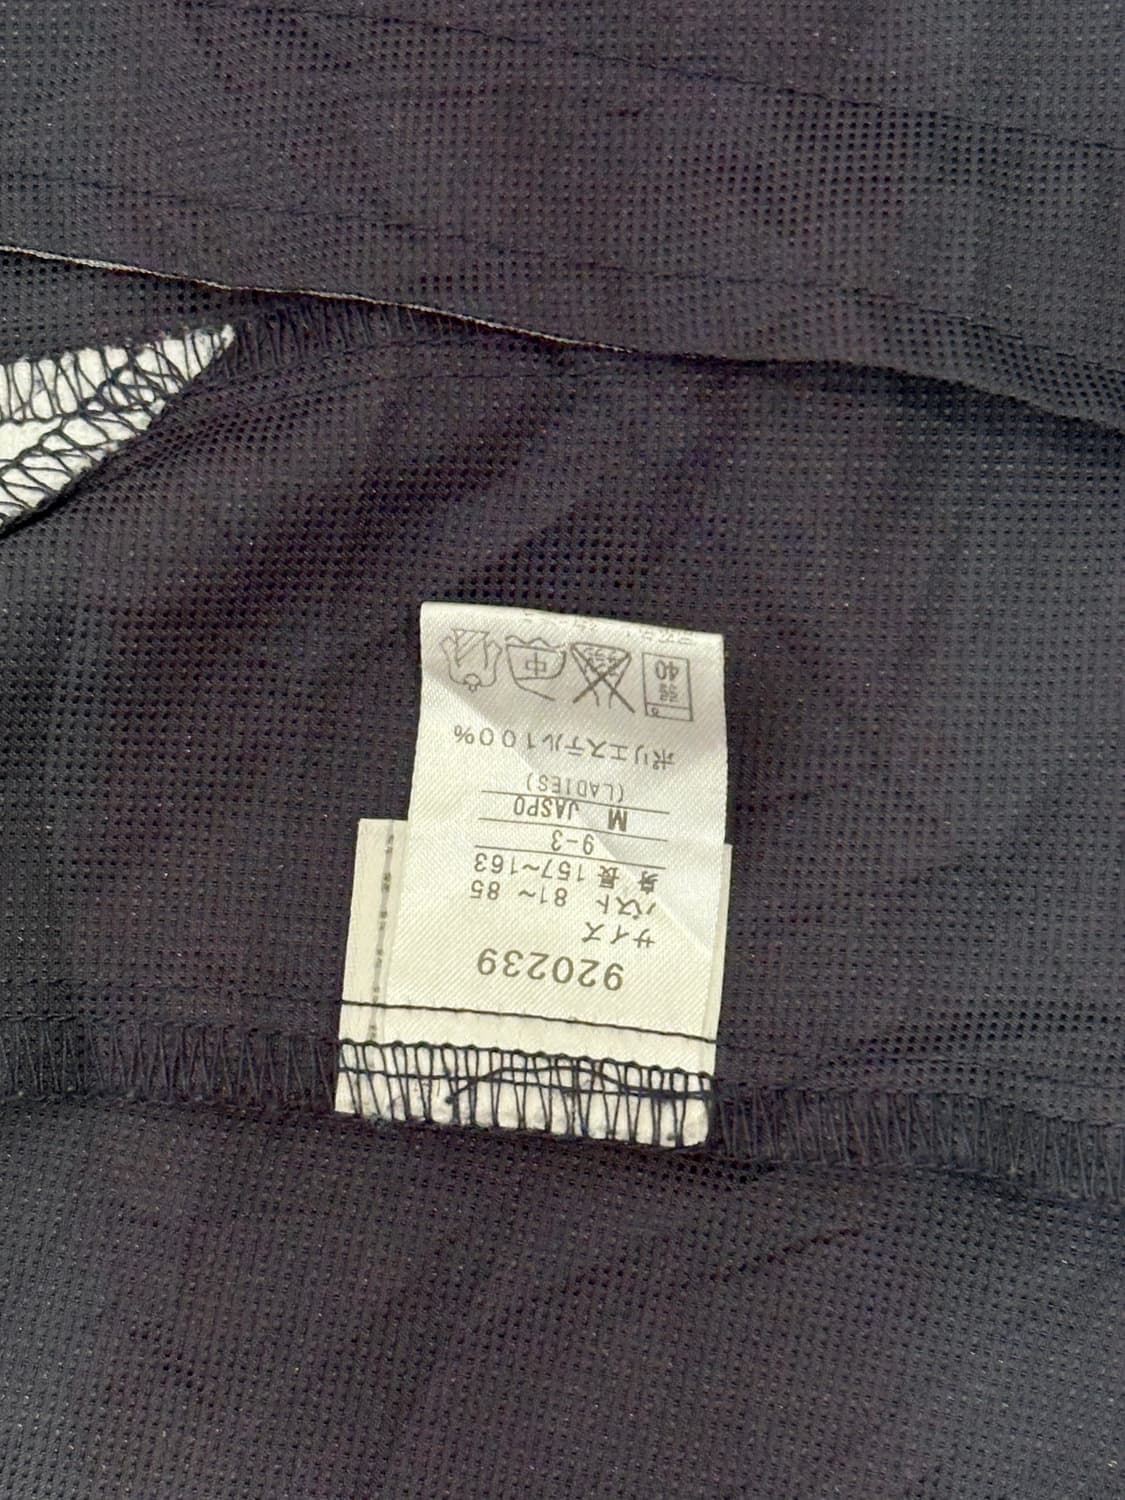 920239
サイズ
バスト 81~ 85
身 長 157~163
9-3
M JASPO
(LADIES)
ポリエステル100%
40
中